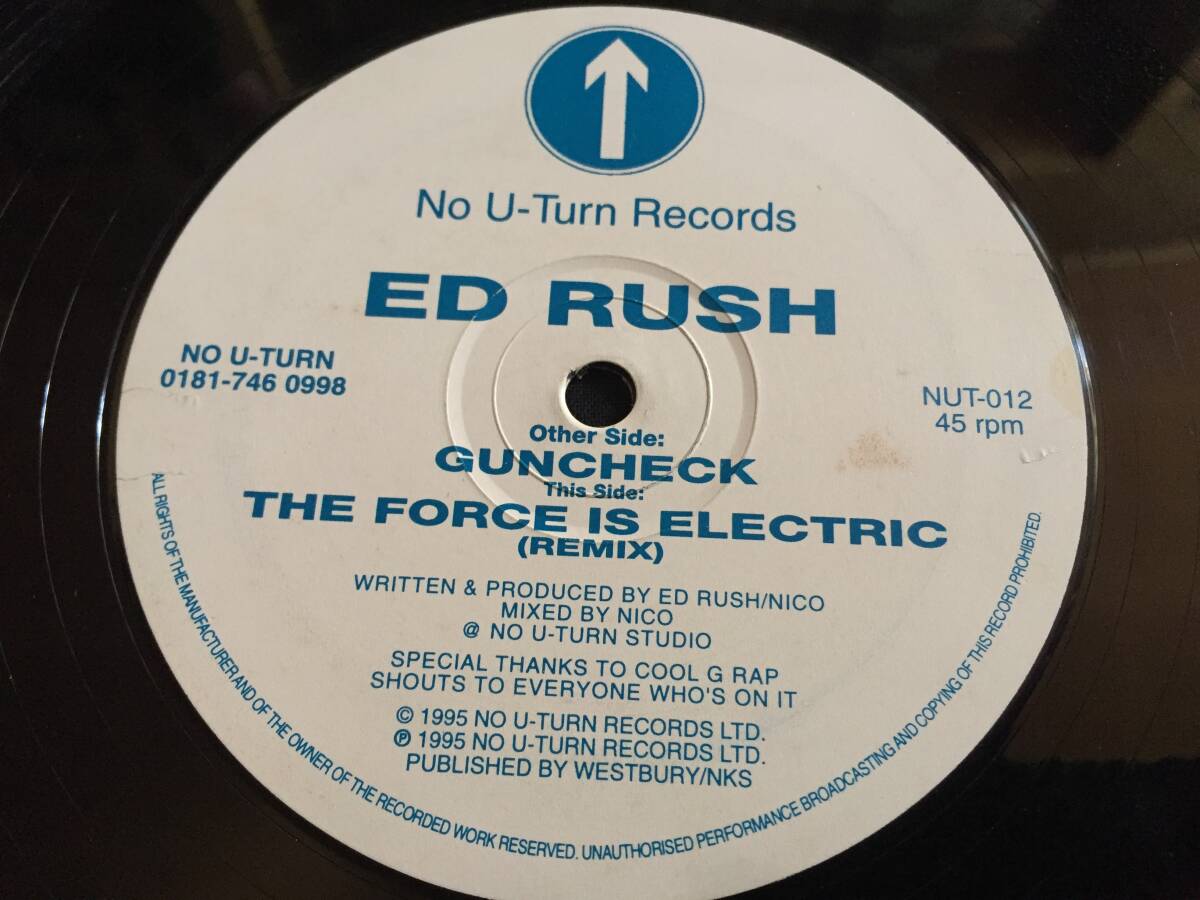 No U-Turn Records
ED RUSH
NO U-TURN
0181-746 0998
NUT-012
45 rpm
Other Side:
GUNCHECK
This Side:
THE FORCE IS ELECTRIC
(REMIX)
WRITTEN & PRODUCED BY ED RUSH/NICO
MIXED BY NICO
@ NO U-TURN STUDIO
SPECIAL THANKS TO COOL G RAP
SHOUTS TO EVERYONE WHO'S ON IT
© 1995 NO U-TURN RECORDS LTD.
℗ 1995 NO U-TURN RECORDS LTD.
PUBLISHED BY WESTBURY/NKS
ALL RIGHTS OF THE MANUFACTURER AND OF THE OWNER OF THE RECORDED WORK RESERVED. UNAUTHORISED PERFORMANCE BROADCASTING AND COPYING OF THIS RECORD PROHIBITED.